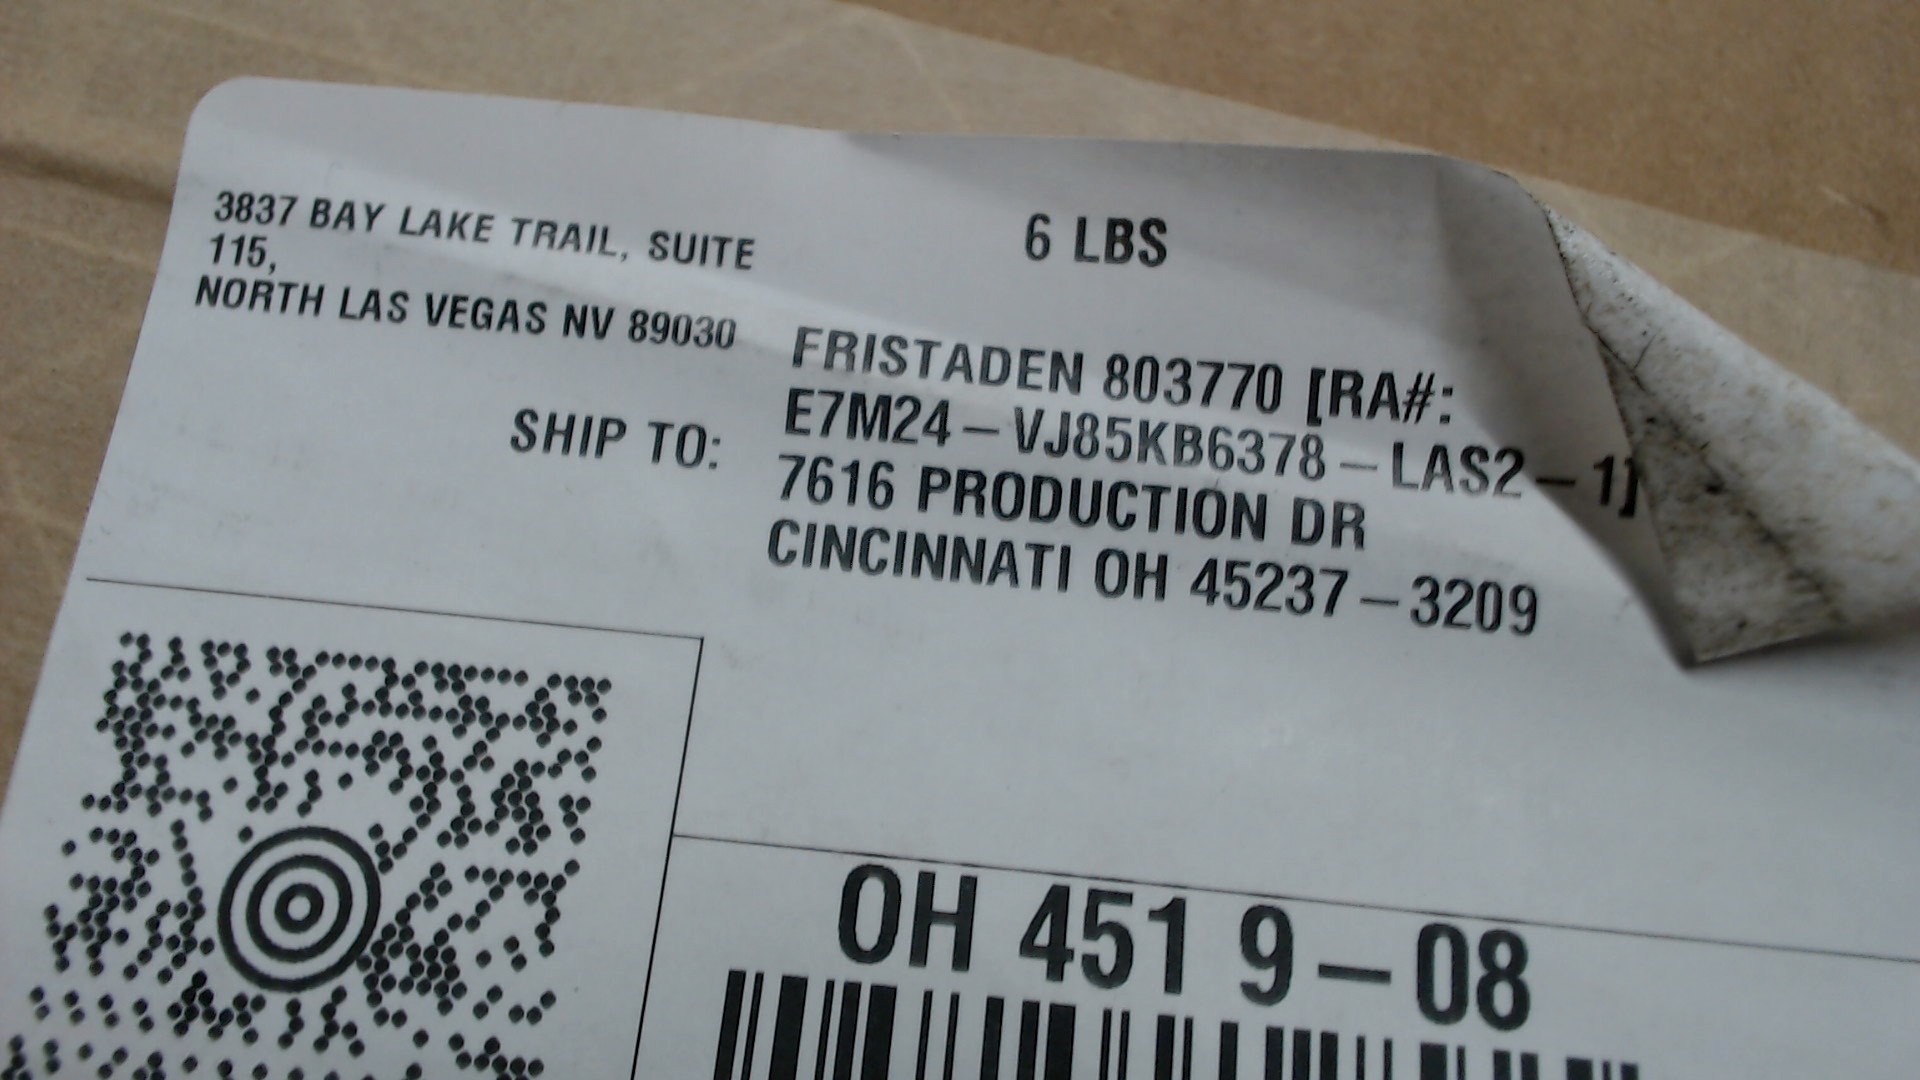 3837 BAY LAKE TRAIL, SUITE
115,
NORTH LAS VEGAS NV 89030
6 LBS
SHIP TO:
FRISTADEN 803770 [RA#:
E7M24-VJ85KB6378-LAS2-1]
7616 PRODUCTION DR
CINCINNATI OH 45237-3209
OH 451 9-08